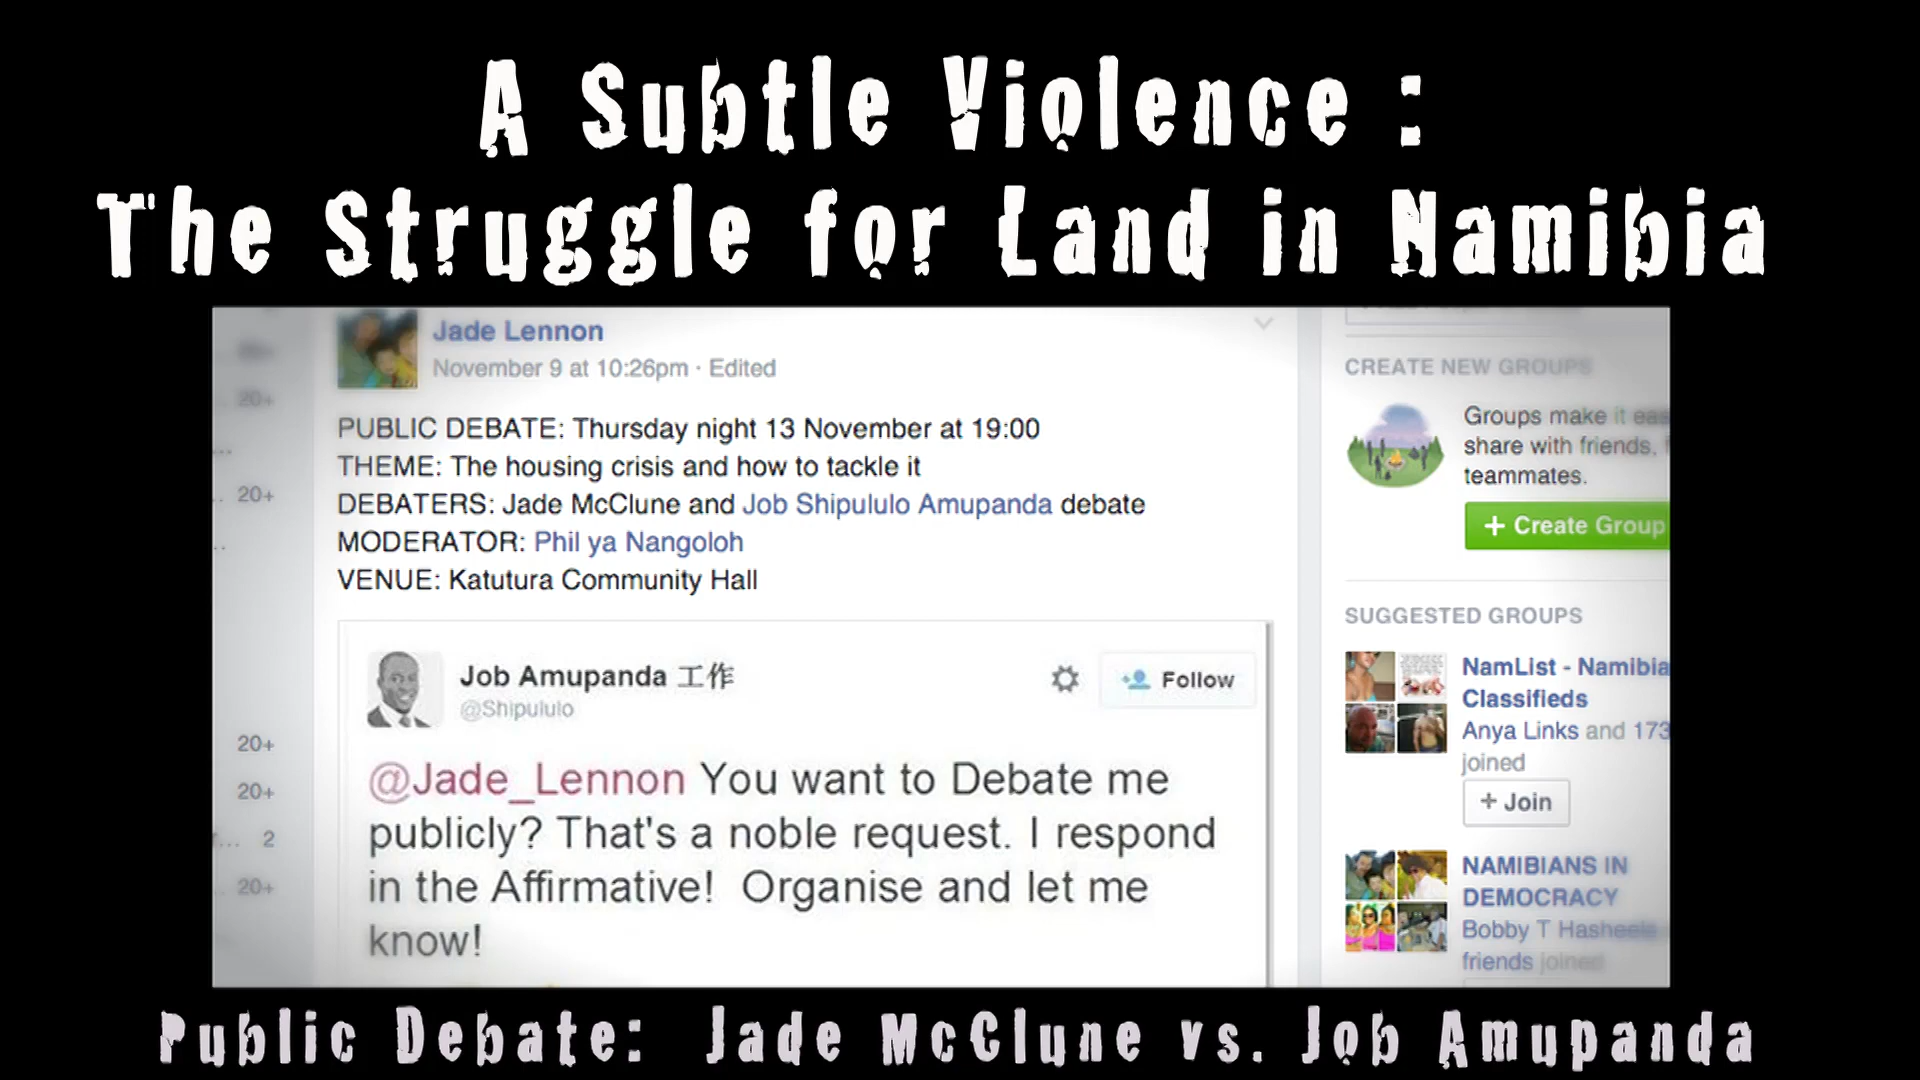 A Subtle Violence :
The Struggle for Land in Namibia
Jade Lennon
November 9 at 10:26pm · Edited
PUBLIC DEBATE: Thursday night 13 November at 19:00
THEME: The housing crisis and how to tackle it
DEBATERS: Jade McClune and Job Shipululo Amupanda debate
MODERATOR: Phil ya Nangoloh
VENUE: Katutura Community Hall
Job Amupanda 工作
@Shipululo
Follow
@Jade_Lennon You want to Debate me
publicly? That's a noble request. I respond
in the Affirmative! Organise and let me
know!
20+
20+
20+
20+
2
20+
CREATE NEW GROUPS
Groups make it eas
share with friends,
teammates.
+ Create Group
SUGGESTED GROUPS
NamList - Namibia
Classifieds
Anya Links and 173
joined
+ Join
NAMIBIANS IN
DEMOCRACY
Bobby T Hasheela
friends joined
Public Debate: Jade McClune vs. Job Amupanda